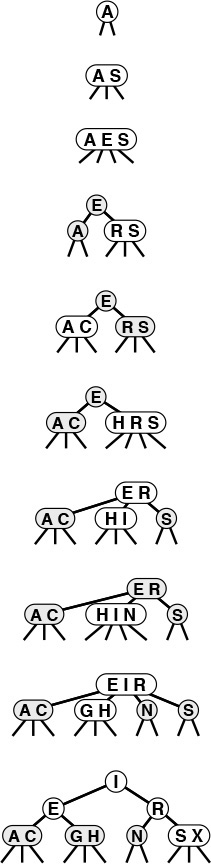 A
A S
A E S
E
A R S
E
A C R S
E
A C H R S
E R
A C H I S
E R
A C H I N S
E I R
A C G H N S
I
E R
A C G H N S X